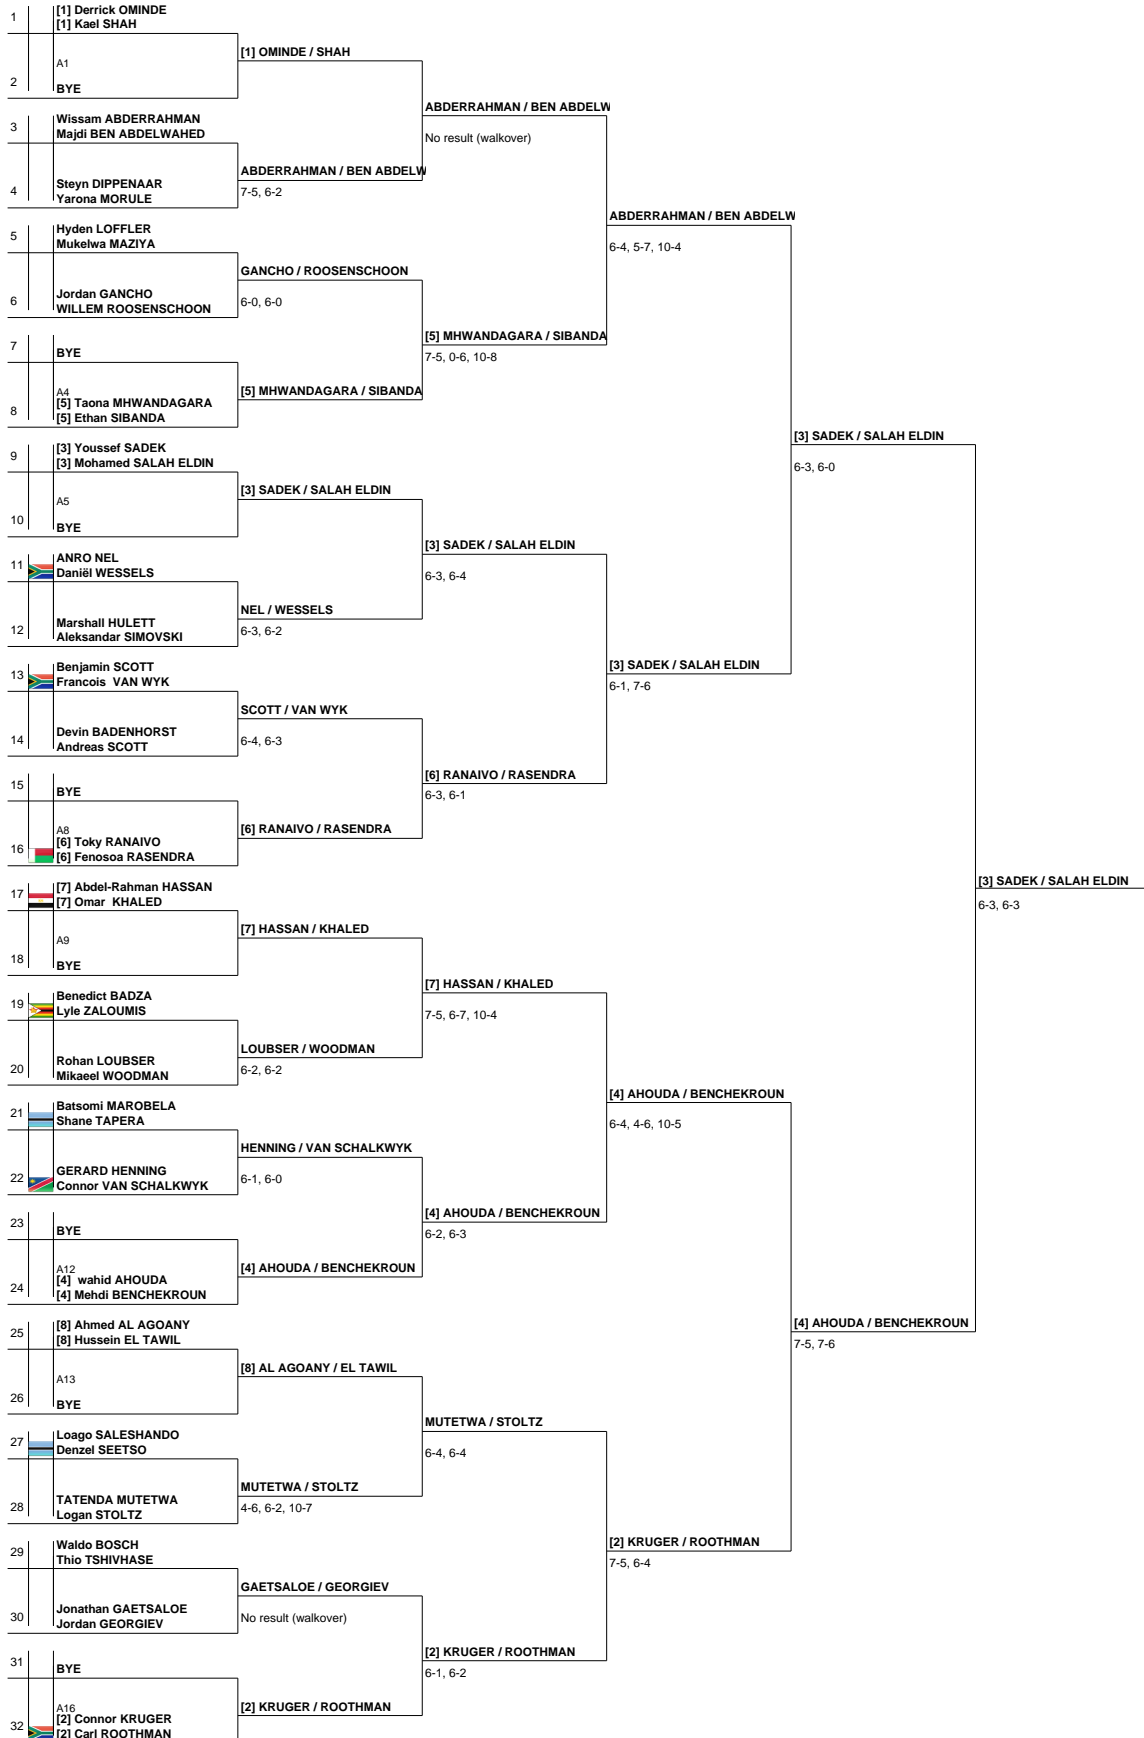 1
[1] Derrick OMINDE
[1] Kael SHAH
A1
2
BYE
[1] OMINDE / SHAH
3
Wissam ABDERRAHMAN
Majdi BEN ABDELWAHED
4
Steyn DIPPENAAR
Yarona MORULE
ABDERRAHMAN / BEN ABDELW
7-5, 6-2
ABDERRAHMAN / BEN ABDELW
No result (walkover)
5
Hyden LOFFLER
Mukelwa MAZIYA
6
Jordan GANCHO
WILLEM ROOSENSCHOON
GANCHO / ROOSENSCHOON
6-0, 6-0
7
BYE
A4
8
[5] Taona MHWANDAGARA
[5] Ethan SIBANDA
[5] MHWANDAGARA / SIBANDA
[5] MHWANDAGARA / SIBANDA
7-5, 0-6, 10-8
ABDERRAHMAN / BEN ABDELW
6-4, 5-7, 10-4
9
[3] Youssef SADEK
[3] Mohamed SALAH ELDIN
A5
10
BYE
[3] SADEK / SALAH ELDIN
11
ANRO NEL
Daniël WESSELS
12
Marshall HULETT
Aleksandar SIMOVSKI
NEL / WESSELS
6-3, 6-2
[3] SADEK / SALAH ELDIN
6-3, 6-4
13
Benjamin SCOTT
Francois  VAN WYK
14
Devin BADENHORST
Andreas SCOTT
SCOTT / VAN WYK
6-4, 6-3
15
BYE
A8
16
[6] Toky RANAIVO
[6] Fenosoa RASENDRA
[6] RANAIVO / RASENDRA
[6] RANAIVO / RASENDRA
6-3, 6-1
[3] SADEK / SALAH ELDIN
6-1, 7-6
[3] SADEK / SALAH ELDIN
6-3, 6-0
17
[7] Abdel-Rahman HASSAN
[7] Omar  KHALED
A9
18
BYE
[7] HASSAN / KHALED
19
Benedict BADZA
Lyle ZALOUMIS
20
Rohan LOUBSER
Mikaeel WOODMAN
LOUBSER / WOODMAN
6-2, 6-2
[7] HASSAN / KHALED
7-5, 6-7, 10-4
21
Batsomi MAROBELA
Shane TAPERA
22
GERARD HENNING
Connor VAN SCHALKWYK
HENNING / VAN SCHALKWYK
6-1, 6-0
23
BYE
A12
24
[4]  wahid AHOUDA
[4] Mehdi BENCHEKROUN
[4] AHOUDA / BENCHEKROUN
[4] AHOUDA / BENCHEKROUN
6-2, 6-3
[4] AHOUDA / BENCHEKROUN
6-4, 4-6, 10-5
25
[8] Ahmed AL AGOANY
[8] Hussein EL TAWIL
A13
26
BYE
[8] AL AGOANY / EL TAWIL
27
Loago SALESHANDO
Denzel SEETSO
28
TATENDA MUTETWA
Logan STOLTZ
MUTETWA / STOLTZ
4-6, 6-2, 10-7
MUTETWA / STOLTZ
6-4, 6-4
29
Waldo BOSCH
Thio TSHIVHASE
30
Jonathan GAETSALOE
Jordan GEORGIEV
GAETSALOE / GEORGIEV
No result (walkover)
31
BYE
A16
32
[2] Connor KRUGER
[2] Carl ROOTHMAN
[2] KRUGER / ROOTHMAN
[2] KRUGER / ROOTHMAN
6-1, 6-2
[2] KRUGER / ROOTHMAN
7-5, 6-4
[4] AHOUDA / BENCHEKROUN
7-5, 7-6
[3] SADEK / SALAH ELDIN
6-3, 6-3